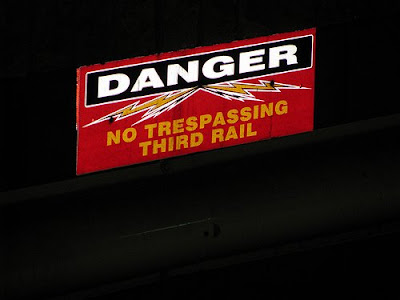 DANGER
NO TRESPASSING
THIRD RAIL